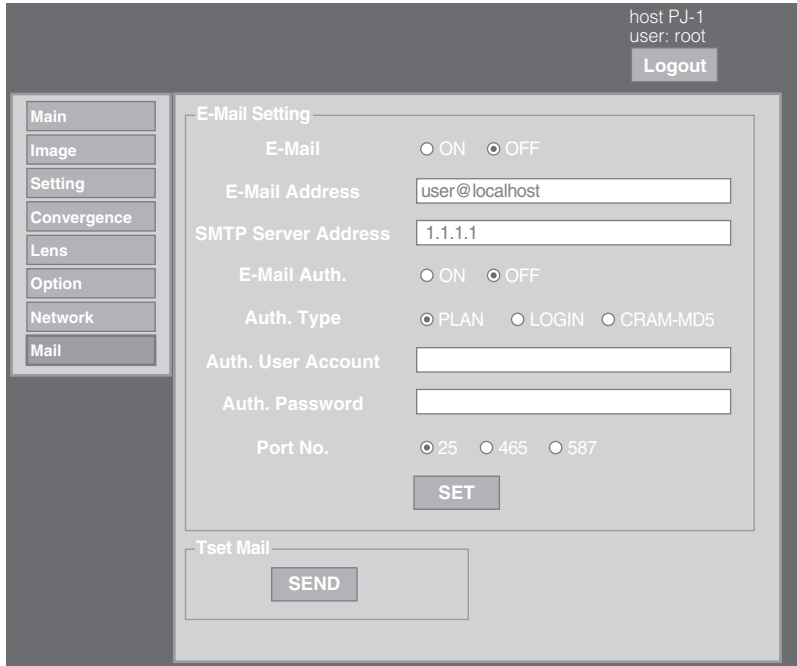 host PJ-1
user: root
Logout
Main
Image
Setting
Convergence
Lens
Option
Network
Mail
E-Mail Setting
E-Mail ON OFF
E-Mail Address user@localhost
SMTP Server Address 1.1.1.1
E-Mail Auth. ON OFF
Auth. Type PLAN LOGIN CRAM-MD5
Auth. User Account
Auth. Password
Port No. 25 465 587
SET
Tset Mail
SEND